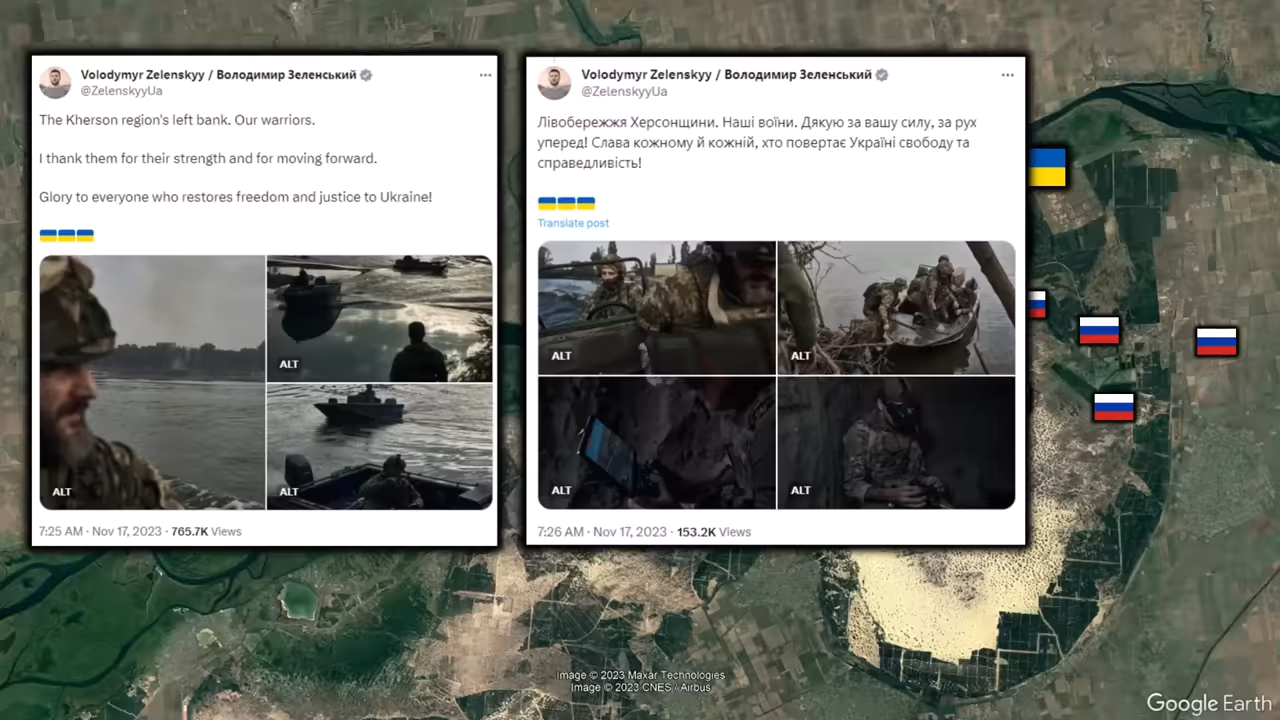 Volodymyr Zelenskyy / Володимир Зеленський
@ZelenskyyUa
The Kherson region's left bank. Our warriors.
I thank them for their strength and for moving forward.
Glory to everyone who restores freedom and justice to Ukraine!
ALT
ALT
ALT
7:25 AM · Nov 17, 2023 · 765.7K Views
Volodymyr Zelenskyy / Володимир Зеленський
@ZelenskyyUa
Лівобережжя Херсонщини. Наші воїни. Дякую за вашу силу, за рух
уперед! Слава кожному й кожній, хто повертає Україні свободу та
справедливість!
Translate post
ALT
ALT
ALT
ALT
7:26 AM · Nov 17, 2023 · 153.2K Views
Image © 2023 Maxar Technologies
Image © 2023 CNES / Airbus
Google Earth